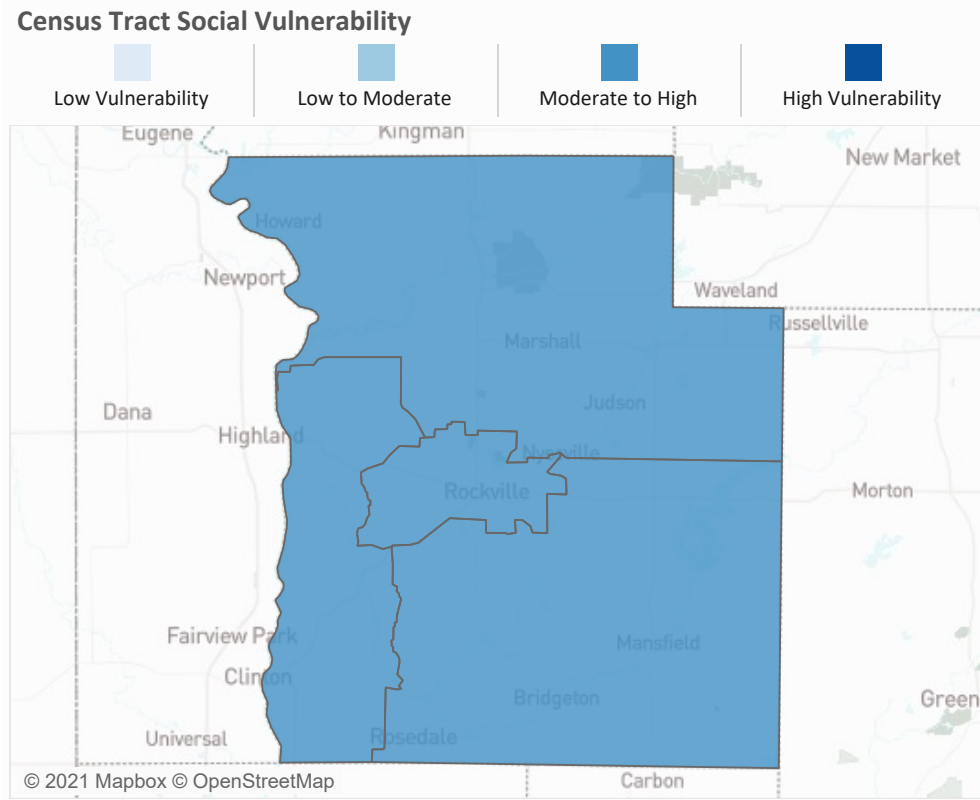 Census Tract Social Vulnerability
Low Vulnerability
Low to Moderate
Moderate to High
High Vulnerability
Eugene
Kingman
New Market
Howard
Newport
Waveland
Russellville
Marshall
Judson
Dana
Highland
Nyesville
Rockville
Morton
Fairview Park
Mansfield
Clinton
Bridgeton
Green
Universal
Rosedale
© 2021 Mapbox © OpenStreetMap
Carbon